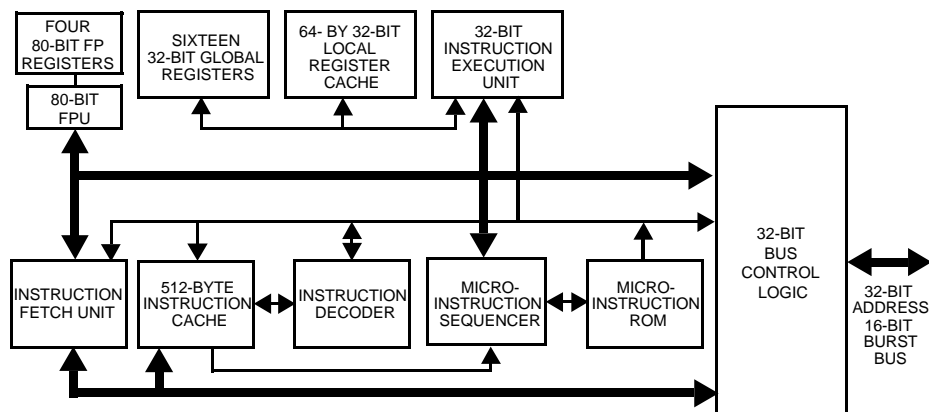 FOUR
80-BIT FP
REGISTERS
80-BIT
FPU
SIXTEEN
32-BIT GLOBAL
REGISTERS
64- BY 32-BIT
LOCAL
REGISTER
CACHE
32-BIT
INSTRUCTION
EXECUTION
UNIT
INSTRUCTION
FETCH UNIT
512-BYTE
INSTRUCTION
CACHE
INSTRUCTION
DECODER
MICRO-
INSTRUCTION
SEQUENCER
MICRO-
INSTRUCTION
ROM
32-BIT
BUS
CONTROL
LOGIC
32-BIT
ADDRESS
16-BIT
BURST
BUS